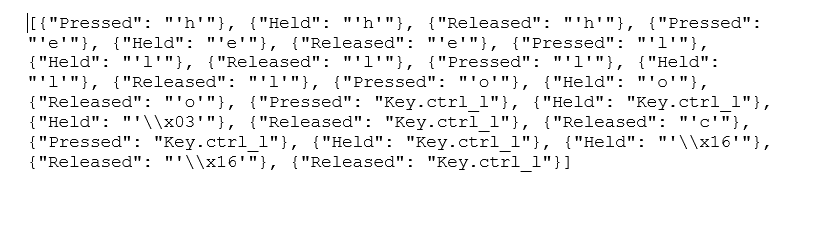 [{"Pressed": "'h'"}, {"Held": "'h'"}, {"Released": "'h'"}, {"Pressed":
"'e'"}, {"Held": "'e'"}, {"Released": "'e'"}, {"Pressed": "'l'"},
{"Held": "'l'"}, {"Released": "'l'"}, {"Pressed": "'l'"}, {"Held":
"'l'"}, {"Released": "'l'"}, {"Pressed": "'o'"}, {"Held": "'o'"},
{"Released": "'o'"}, {"Pressed": "Key.ctrl_l"}, {"Held": "Key.ctrl_l"},
{"Held": "'\\x03'"}, {"Released": "Key.ctrl_l"}, {"Released": "'c'"},
{"Pressed": "Key.ctrl_l"}, {"Held": "Key.ctrl_l"}, {"Held": "'\\x16'"},
{"Released": "'\\x16'"}, {"Released": "Key.ctrl_l"}]